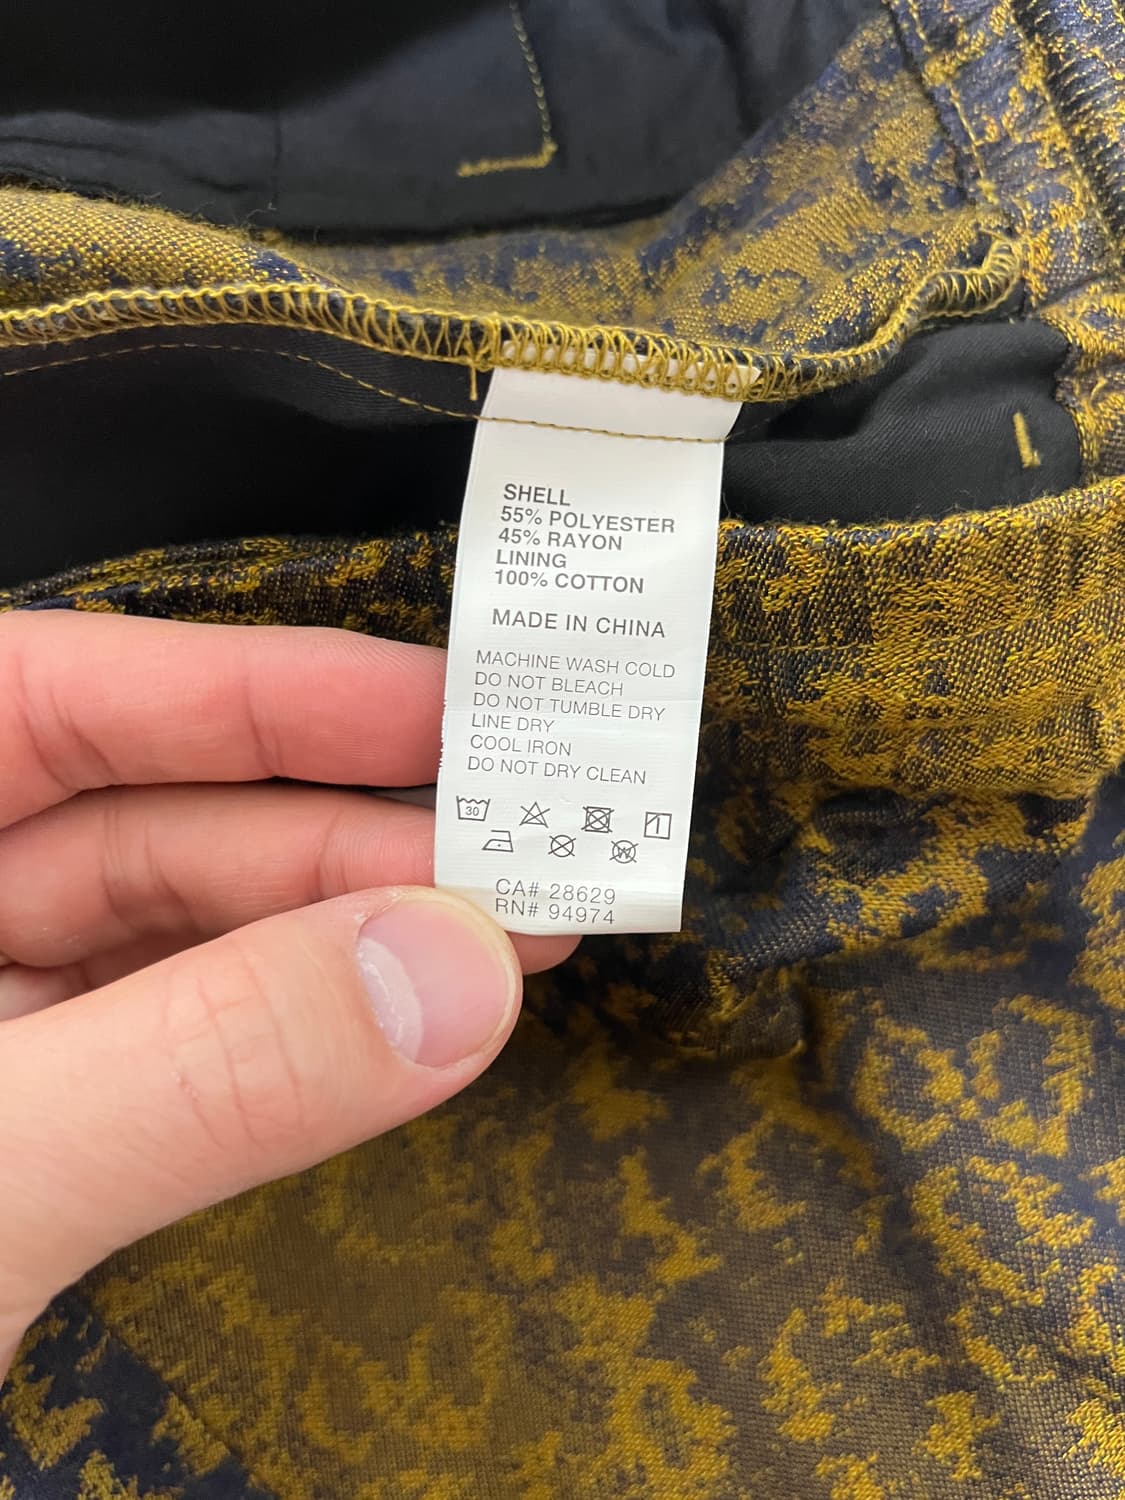 SHELL
55% POLYESTER
45% RAYON
LINING
100% COTTON
MADE IN CHINA
MACHINE WASH COLD
DO NOT BLEACH
DO NOT TUMBLE DRY
LINE DRY
COOL IRON
DO NOT DRY CLEAN
30
W
CA# 28629
RN# 94974